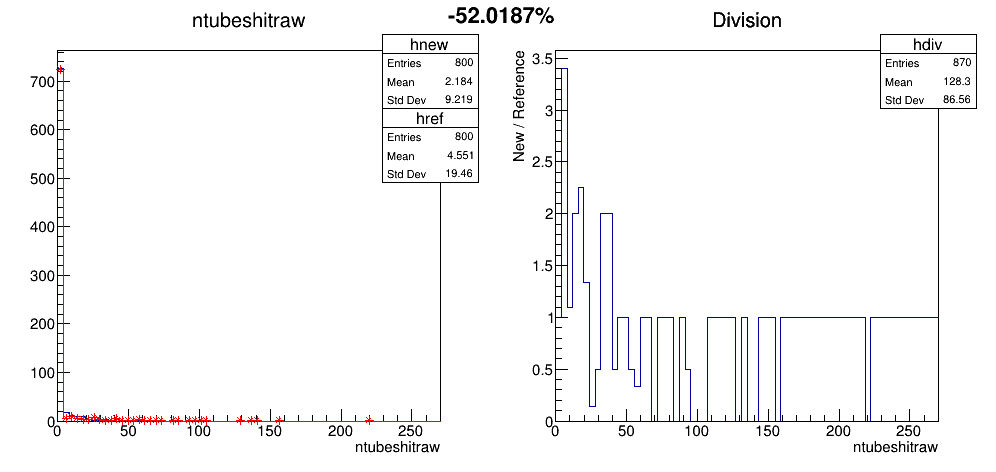 ntubeshitraw
-52.0187%
Division
hnew
Entries 800
Mean 2.184
Std Dev 9.219
href
Entries 800
Mean 4.551
Std Dev 19.46
700
600
500
400
300
200
100
0
0 50 100 150 200 250
ntubeshitraw
hdiv
Entries 870
Mean 128.3
Std Dev 86.56
New / Reference
3.5
3
2.5
2
1.5
1
0.5
0
0 50 100 150 200 250
ntubeshitraw